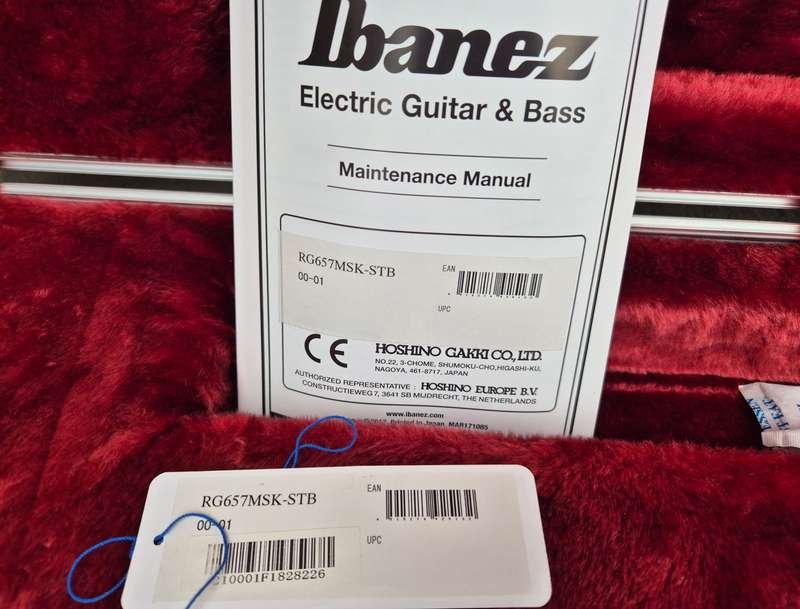 Ibanez
Electric Guitar & Bass
Maintenance Manual
RG657MSK-STB
00-01
EAN
UPC
CE
HOSHINO GAKKI CO., LTD.
NO.22, 3-CHOME, SHUMOKU-CHO, HIGASHI-KU,
NAGOYA, 461-8717, JAPAN
AUTHORIZED REPRESENTATIVE : HOSHINO EUROPE B.V.
CONSTRUCTIEWEG 7, 3641 SB MIJDRECHT, THE NETHERLANDS
www.ibanez.com
Printed in Japan MAR171085
RG657MSK-STB
00-01
EAN
UPC
210001F1828226